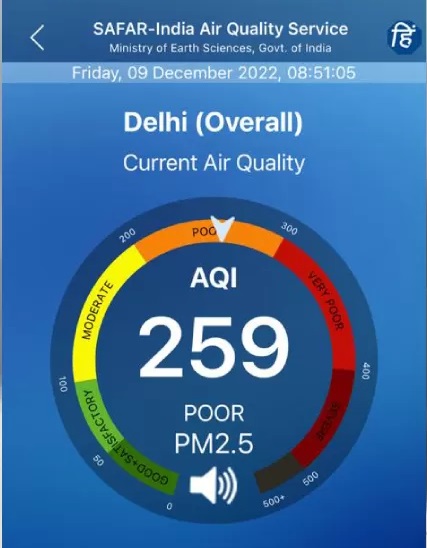 SAFAR-India Air Quality Service
हिं
Ministry of Earth Sciences, Govt. of India
Friday, 09 December 2022, 08:51:05
Delhi (Overall)
Current Air Quality
200
POO
300
MODERATE
AQI
VERY POOR
259
100
400
SATISFACTORY
POOR
SEVERE
PM2.5
50
GOOD+
500
0
500+